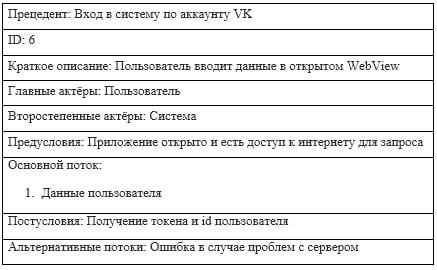 Прецедент: Вход в систему по аккаунту VK
ID: 6
Краткое описание: Пользователь вводит данные в открытом WebView
Главные актёры: Пользователь
Второстепенные актёры: Система
Предусловия: Приложение открыто и есть доступ к интернету для запроса
Основной поток:
1. Данные пользователя
Постусловия: Получение токена и id пользователя
Альтернативные потоки: Ошибка в случае проблем с сервером